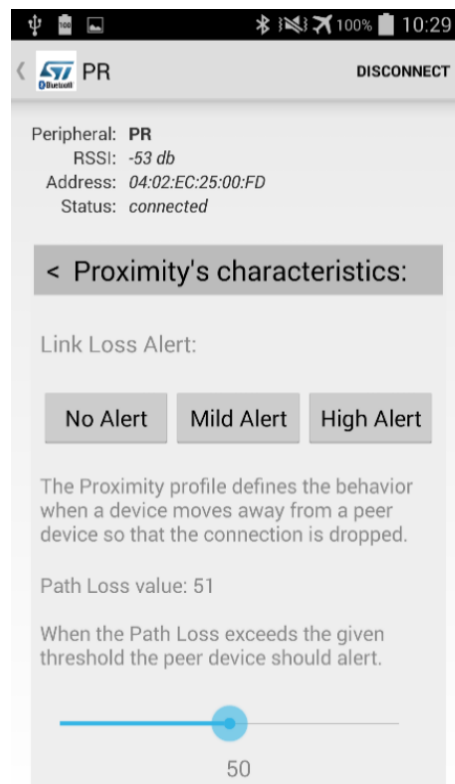 100% 10:29
PR DISCONNECT
Peripheral: PR
RSSI: -53 db
Address: 04:02:EC:25:00:FD
Status: connected
< Proximity's characteristics:
Link Loss Alert:
No Alert Mild Alert High Alert
The Proximity profile defines the behavior
when a device moves away from a peer
device so that the connection is dropped.
Path Loss value: 51
When the Path Loss exceeds the given
threshold the peer device should alert.
50